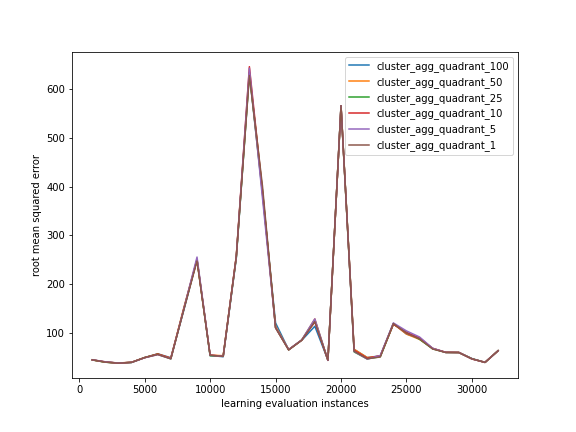 cluster_agg_quadrant_100
cluster_agg_quadrant_50
cluster_agg_quadrant_25
cluster_agg_quadrant_10
cluster_agg_quadrant_5
cluster_agg_quadrant_1
root mean squared error
600
500
400
300
200
100
0 5000 10000 15000 20000 25000 30000
learning evaluation instances